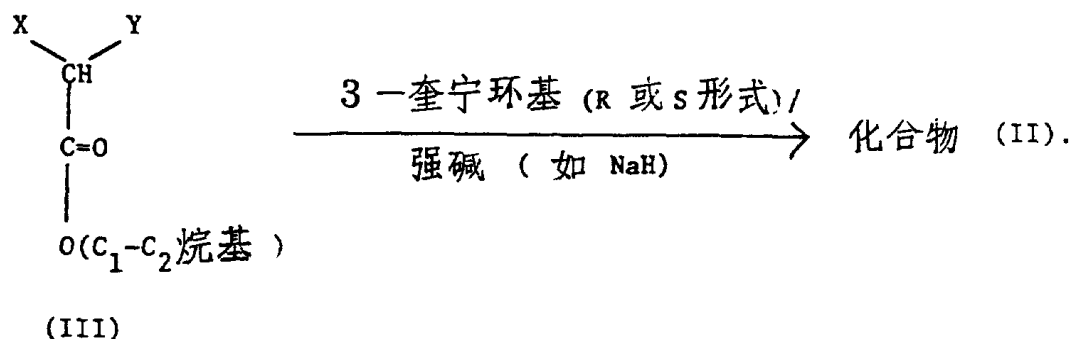 X Y
CH
C=O
O(C1-C2烷基 )
(III)
3 一奎宁环基 (R 或 S 形式)/
强碱 ( 如 NaH)
化合物 (II).